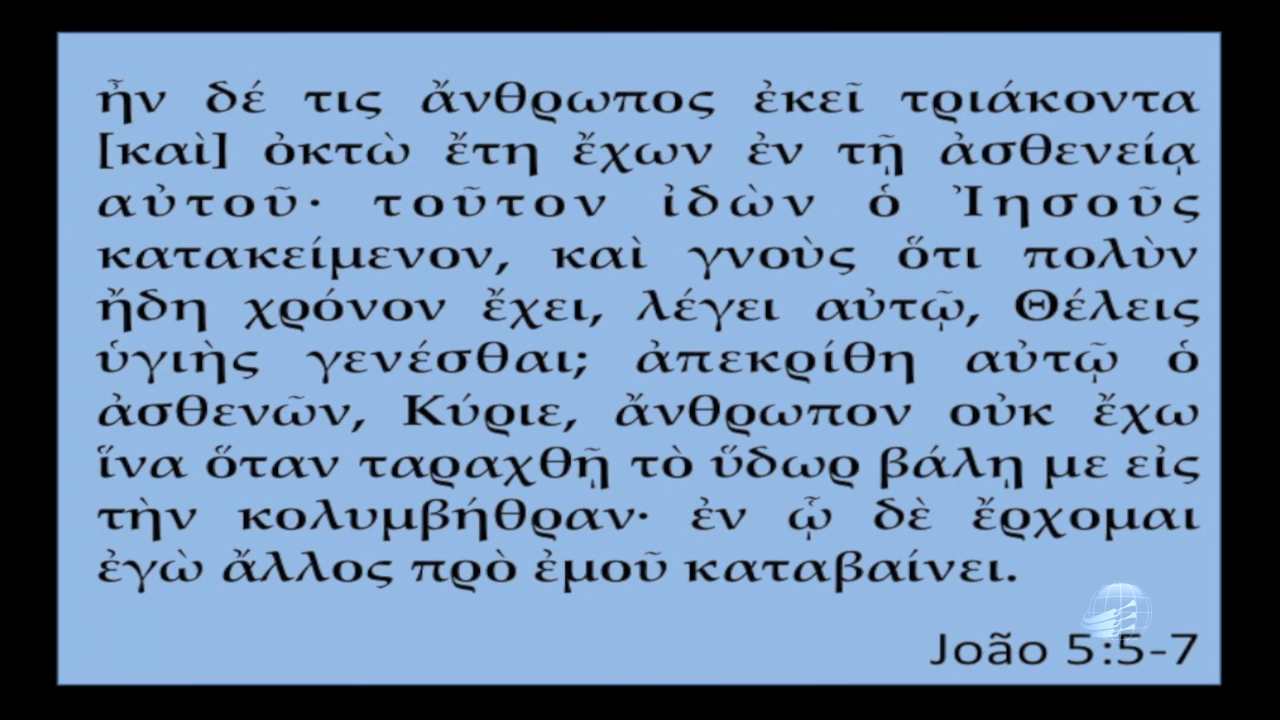 ἦν δέ τις ἄνθρωπος ἐκεῖ τριάκοντα
[καὶ] ὀκτὼ ἔτη ἔχων ἐν τῇ ἀσθενείᾳ
αὐτοῦ· τοῦτον ἰδὼν ὁ Ἰησοῦς
κατακείμενον, καὶ γνοὺς ὅτι πολὺν
ἤδη χρόνον ἔχει, λέγει αὐτῷ, Θέλεις
ὑγιὴς γενέσθαι; ἀπεκρίθη αὐτῷ ὁ
ἀσθενῶν, Κύριε, ἄνθρωπον οὐκ ἔχω
ἵνα ὅταν ταραχθῇ τὸ ὕδωρ βάλῃ με εἰς
τὴν κολυμβήθραν· ἐν ᾧ δὲ ἔρχομαι
ἐγὼ ἄλλος πρὸ ἐμοῦ καταβαίνει.
João 5:5-7